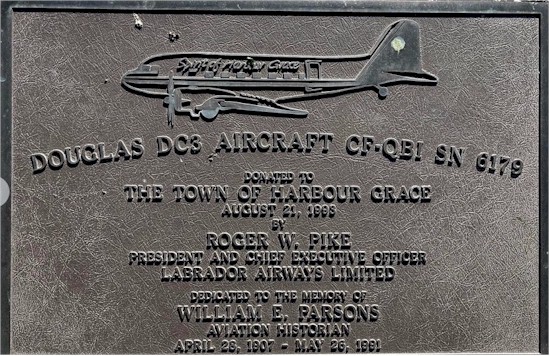 Spirit of Harbour Grace
DOUGLAS DC3 AIRCRAFT CF-QBI SN 6179
DONATED TO
THE TOWN OF HARBOUR GRACE
AUGUST 21, 1993
BY
ROGER W. PIKE
PRESIDENT AND CHIEF EXECUTIVE OFFICER
LABRADOR AIRWAYS LIMITED
DEDICATED TO THE MEMORY OF
WILLIAM E. PARSONS
AVIATION HISTORIAN
APRIL 28, 1907 - MAY 26, 1991